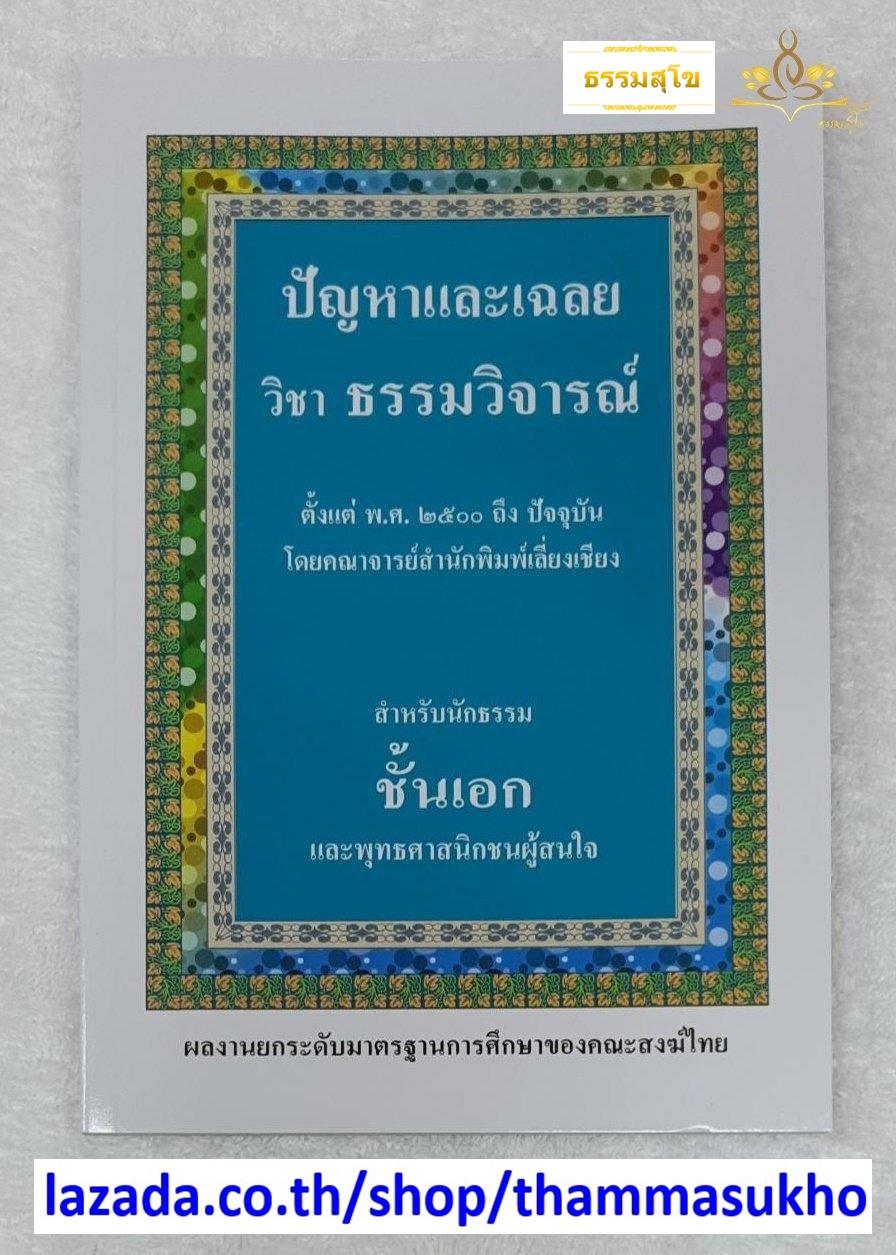 ธรรมสุโข
ธรรมสุโข
ปัญหาและเฉลย
วิชา ธรรมวิจารณ์
ตั้งแต่ พ.ศ. ๒๕๐๐ ถึง ปัจจุบัน
โดยคณาจารย์สำนักพิมพ์เลี่ยงเชียง
สำหรับนักธรรม
ชั้นเอก
และพุทธศาสนิกชนผู้สนใจ
ผลงานยกระดับมาตรฐานการศึกษาของคณะสงฆ์ไทย
lazada.co.th/shop/thammasukho